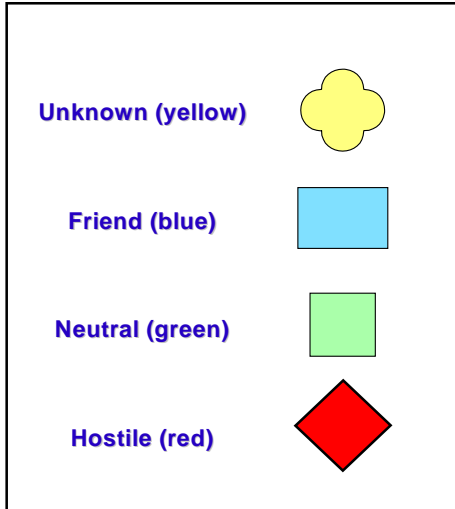 Unknown (yellow)
Friend (blue)
Neutral (green)
Hostile (red)